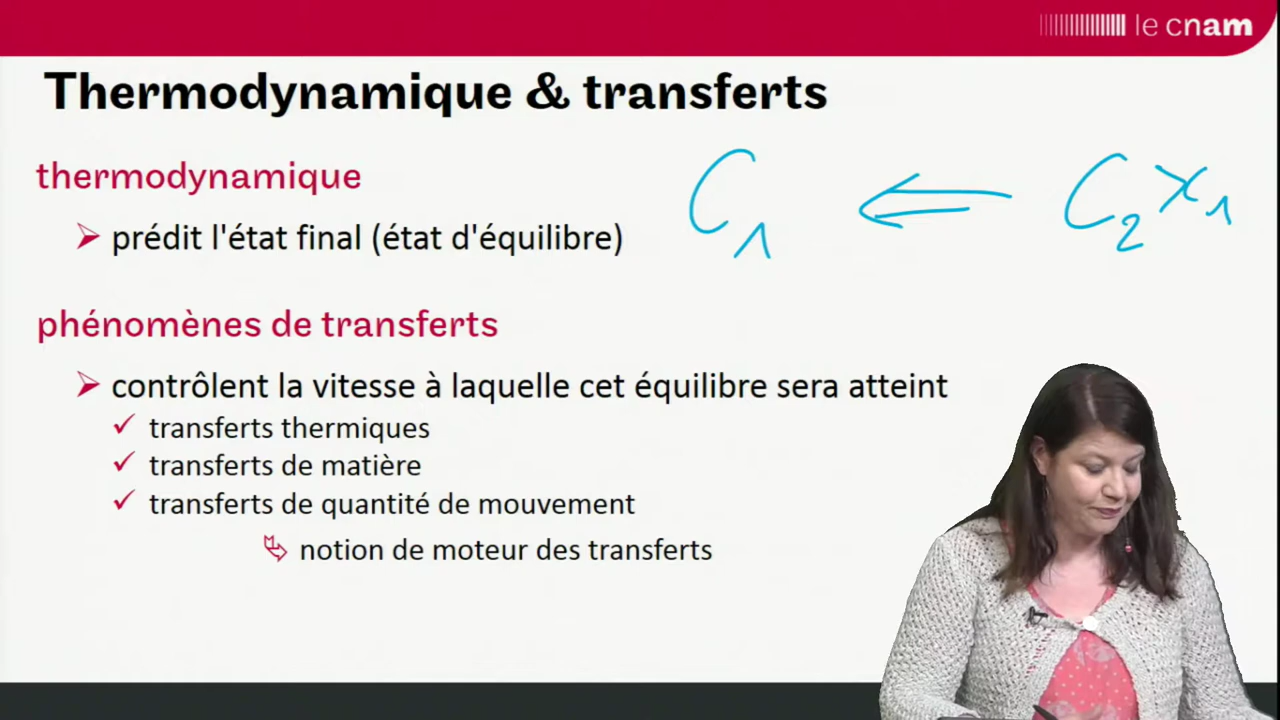 le cnam
Thermodynamique & transferts
thermodynamique
prédit l'état final (état d'équilibre)
C₁ ⇐ C₂ x₁
phénomènes de transferts
contrôlent la vitesse à laquelle cet équilibre sera atteint
transferts thermiques
transferts de matière
transferts de quantité de mouvement
notion de moteur des transferts